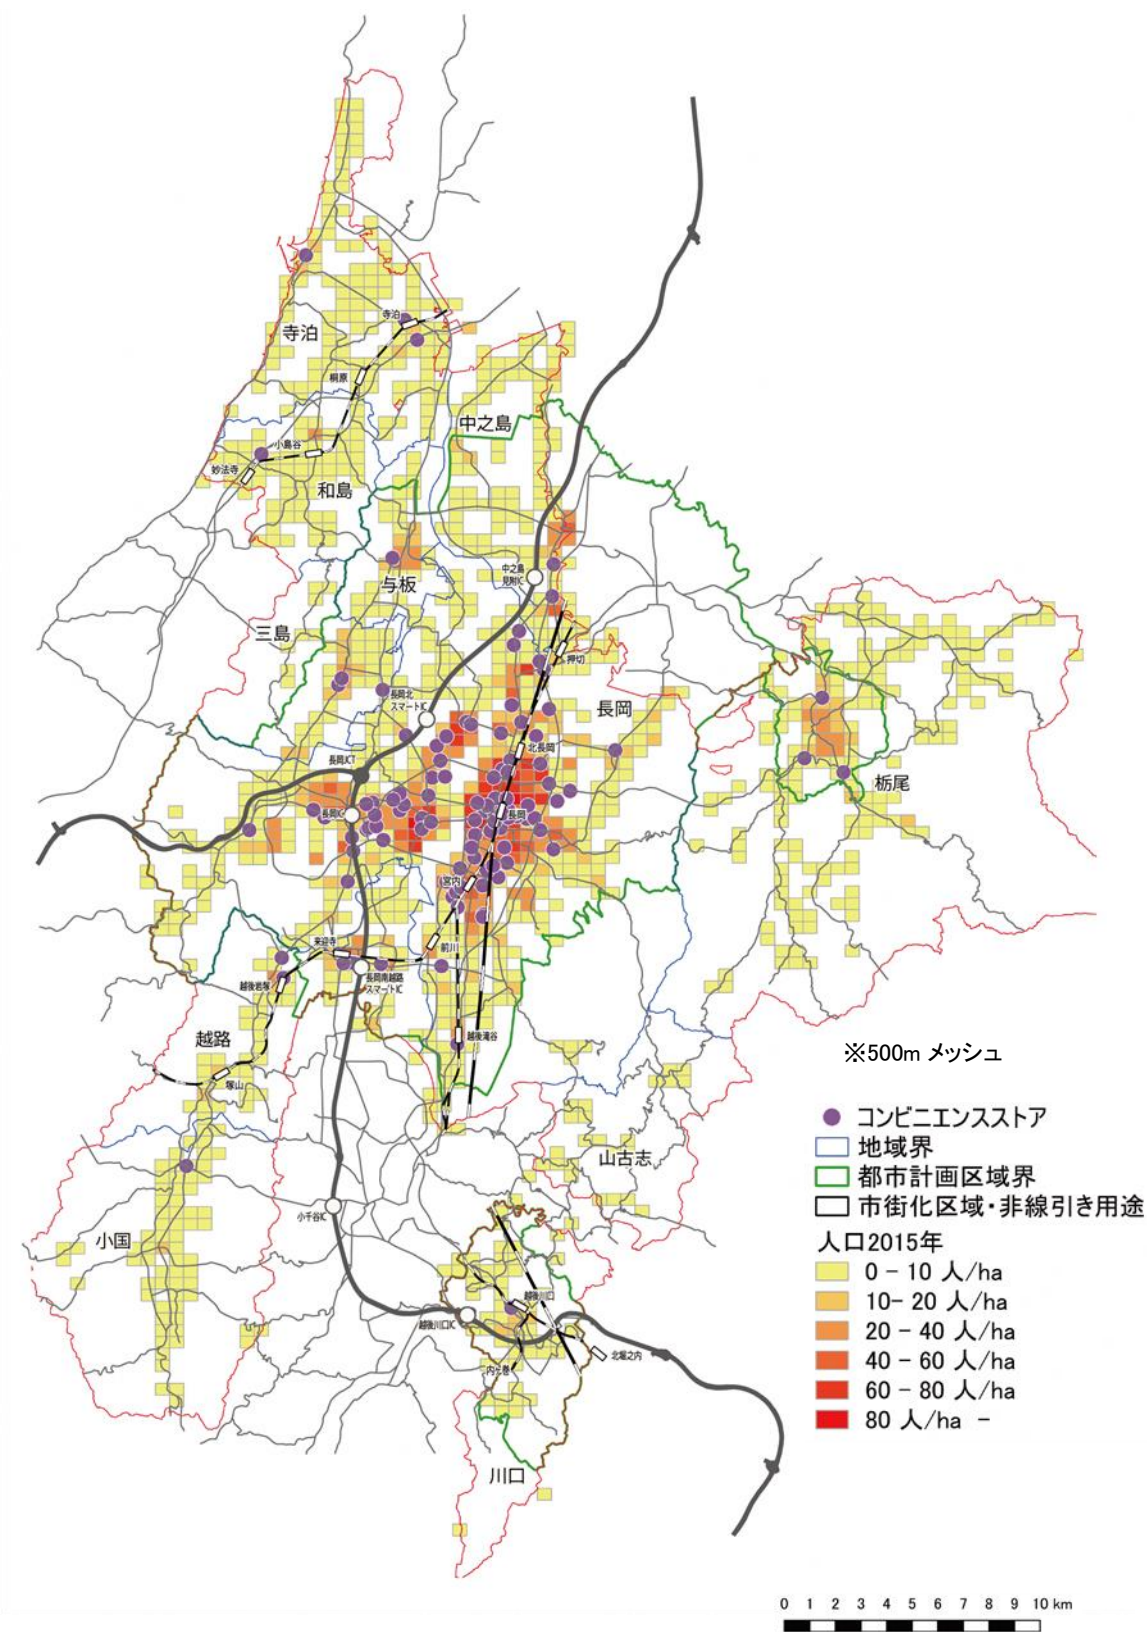 寺泊
寺泊
桐原
中之島
小島谷
妙法寺
和島
中之島
見附IC
与板
三島
押切
長岡北
スマートIC
長岡
北長岡
長岡JCT
栃尾
長岡IC
長岡
宮内
来迎寺
前川
長岡南越路
スマートIC
越後岩塚
越路
越後滝谷
塚山
※500m メッシュ
コンビニエンスストア
地域界
山古志
都市計画区域界
市街化区域・非線引き用途
小千谷IC
小国
人口2015年
0 - 10 人/ha
10- 20 人/ha
越後川口
越後川口IC
20 - 40 人/ha
北堀之内
40 - 60 人/ha
内ヶ巻
60 - 80 人/ha
80 人/ha -
川口
0 1 2 3 4 5 6 7 8 9 10 km